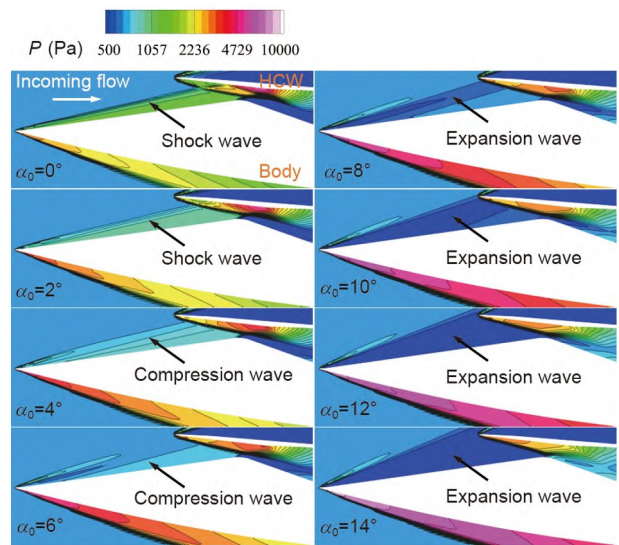 P (Pa)
500 1057 2236 4729 10000
Incoming flow
HCW
Shock wave
Body
α₀=0°
Expansion wave
α₀=8°
Shock wave
α₀=2°
Expansion wave
α₀=10°
Compression wave
α₀=4°
Expansion wave
α₀=12°
Compression wave
α₀=6°
Expansion wave
α₀=14°